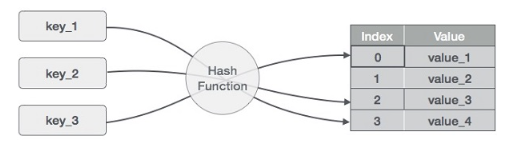 key_1
key_2
key_3
Hash
Function
Index Value
0 value_1
1 value_2
2 value_3
3 value_4